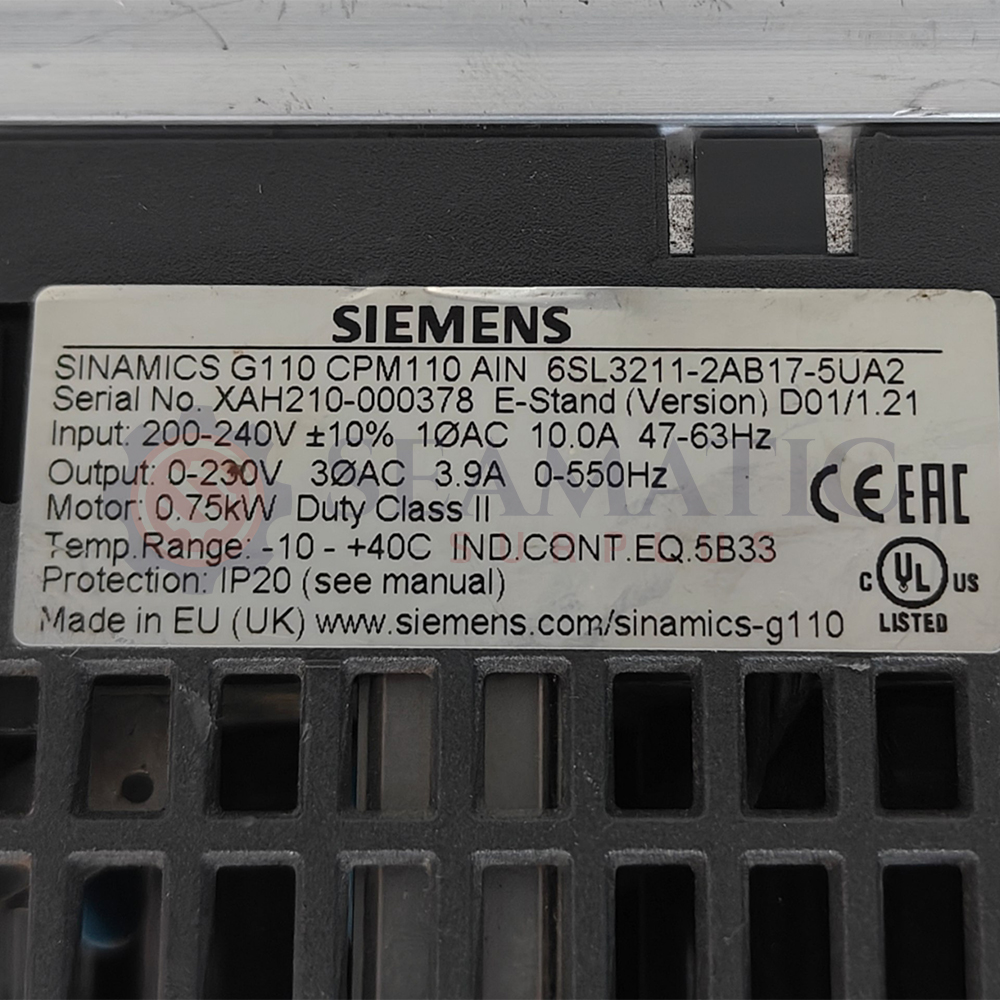 SIEMENS
SINAMICS G110 CPM110 AIN 6SL3211-2AB17-5UA2
Serial No. XAH210-000378 E-Stand (Version) D01/1.21
Input: 200-240V ±10% 1ØAC 10.0A 47-63Hz
Output: 0-230V 3ØAC 3.9A 0-550Hz
Motor: 0.75kW Duty Class II
Temp.Range: -10 - +40C IND.CONT.EQ.5B33
Protection: IP20 (see manual)
Made in EU (UK) www.siemens.com/sinamics-g110
CE EAC
C UL US
LISTED
SEAMATIC
SUPPLIES